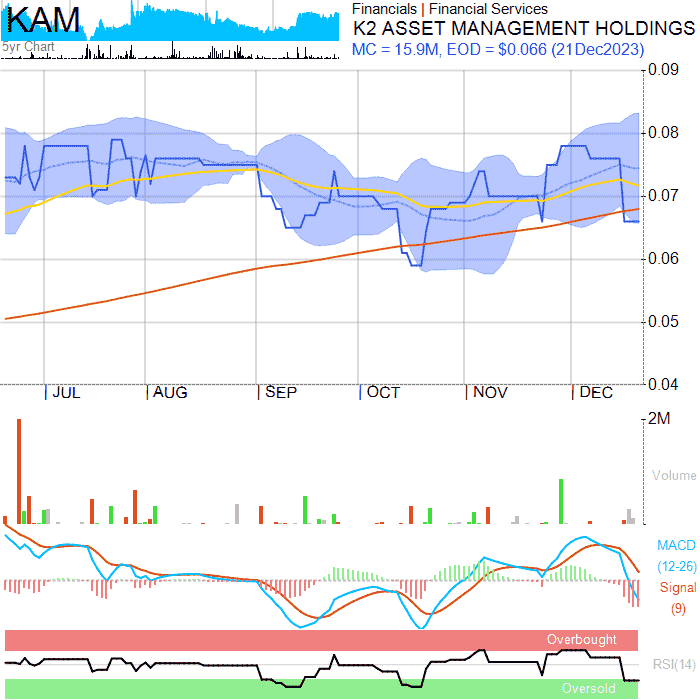 KAM
5yr Chart
Financials | Financial Services
K2 ASSET MANAGEMENT HOLDINGS
MC = 15.9M, EOD = $0.066 (21Dec2023)
0.09
0.08
0.07
0.06
0.05
0.04
JUL AUG SEP OCT NOV DEC
2M
Volume
MACD
(12-26)
Signal
(9)
Overbought
RSI(14)
Oversold